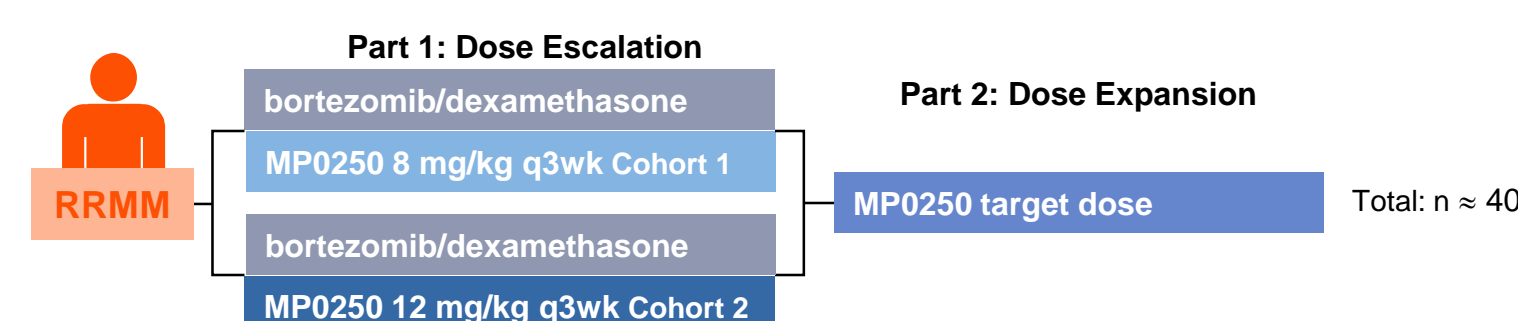 Part 1: Dose Escalation
bortezomib/dexamethasone
MP0250 8 mg/kg q3wk Cohort 1
RRMM
bortezomib/dexamethasone
MP0250 12 mg/kg q3wk Cohort 2
Part 2: Dose Expansion
MP0250 target dose
Total: n ≈ 40